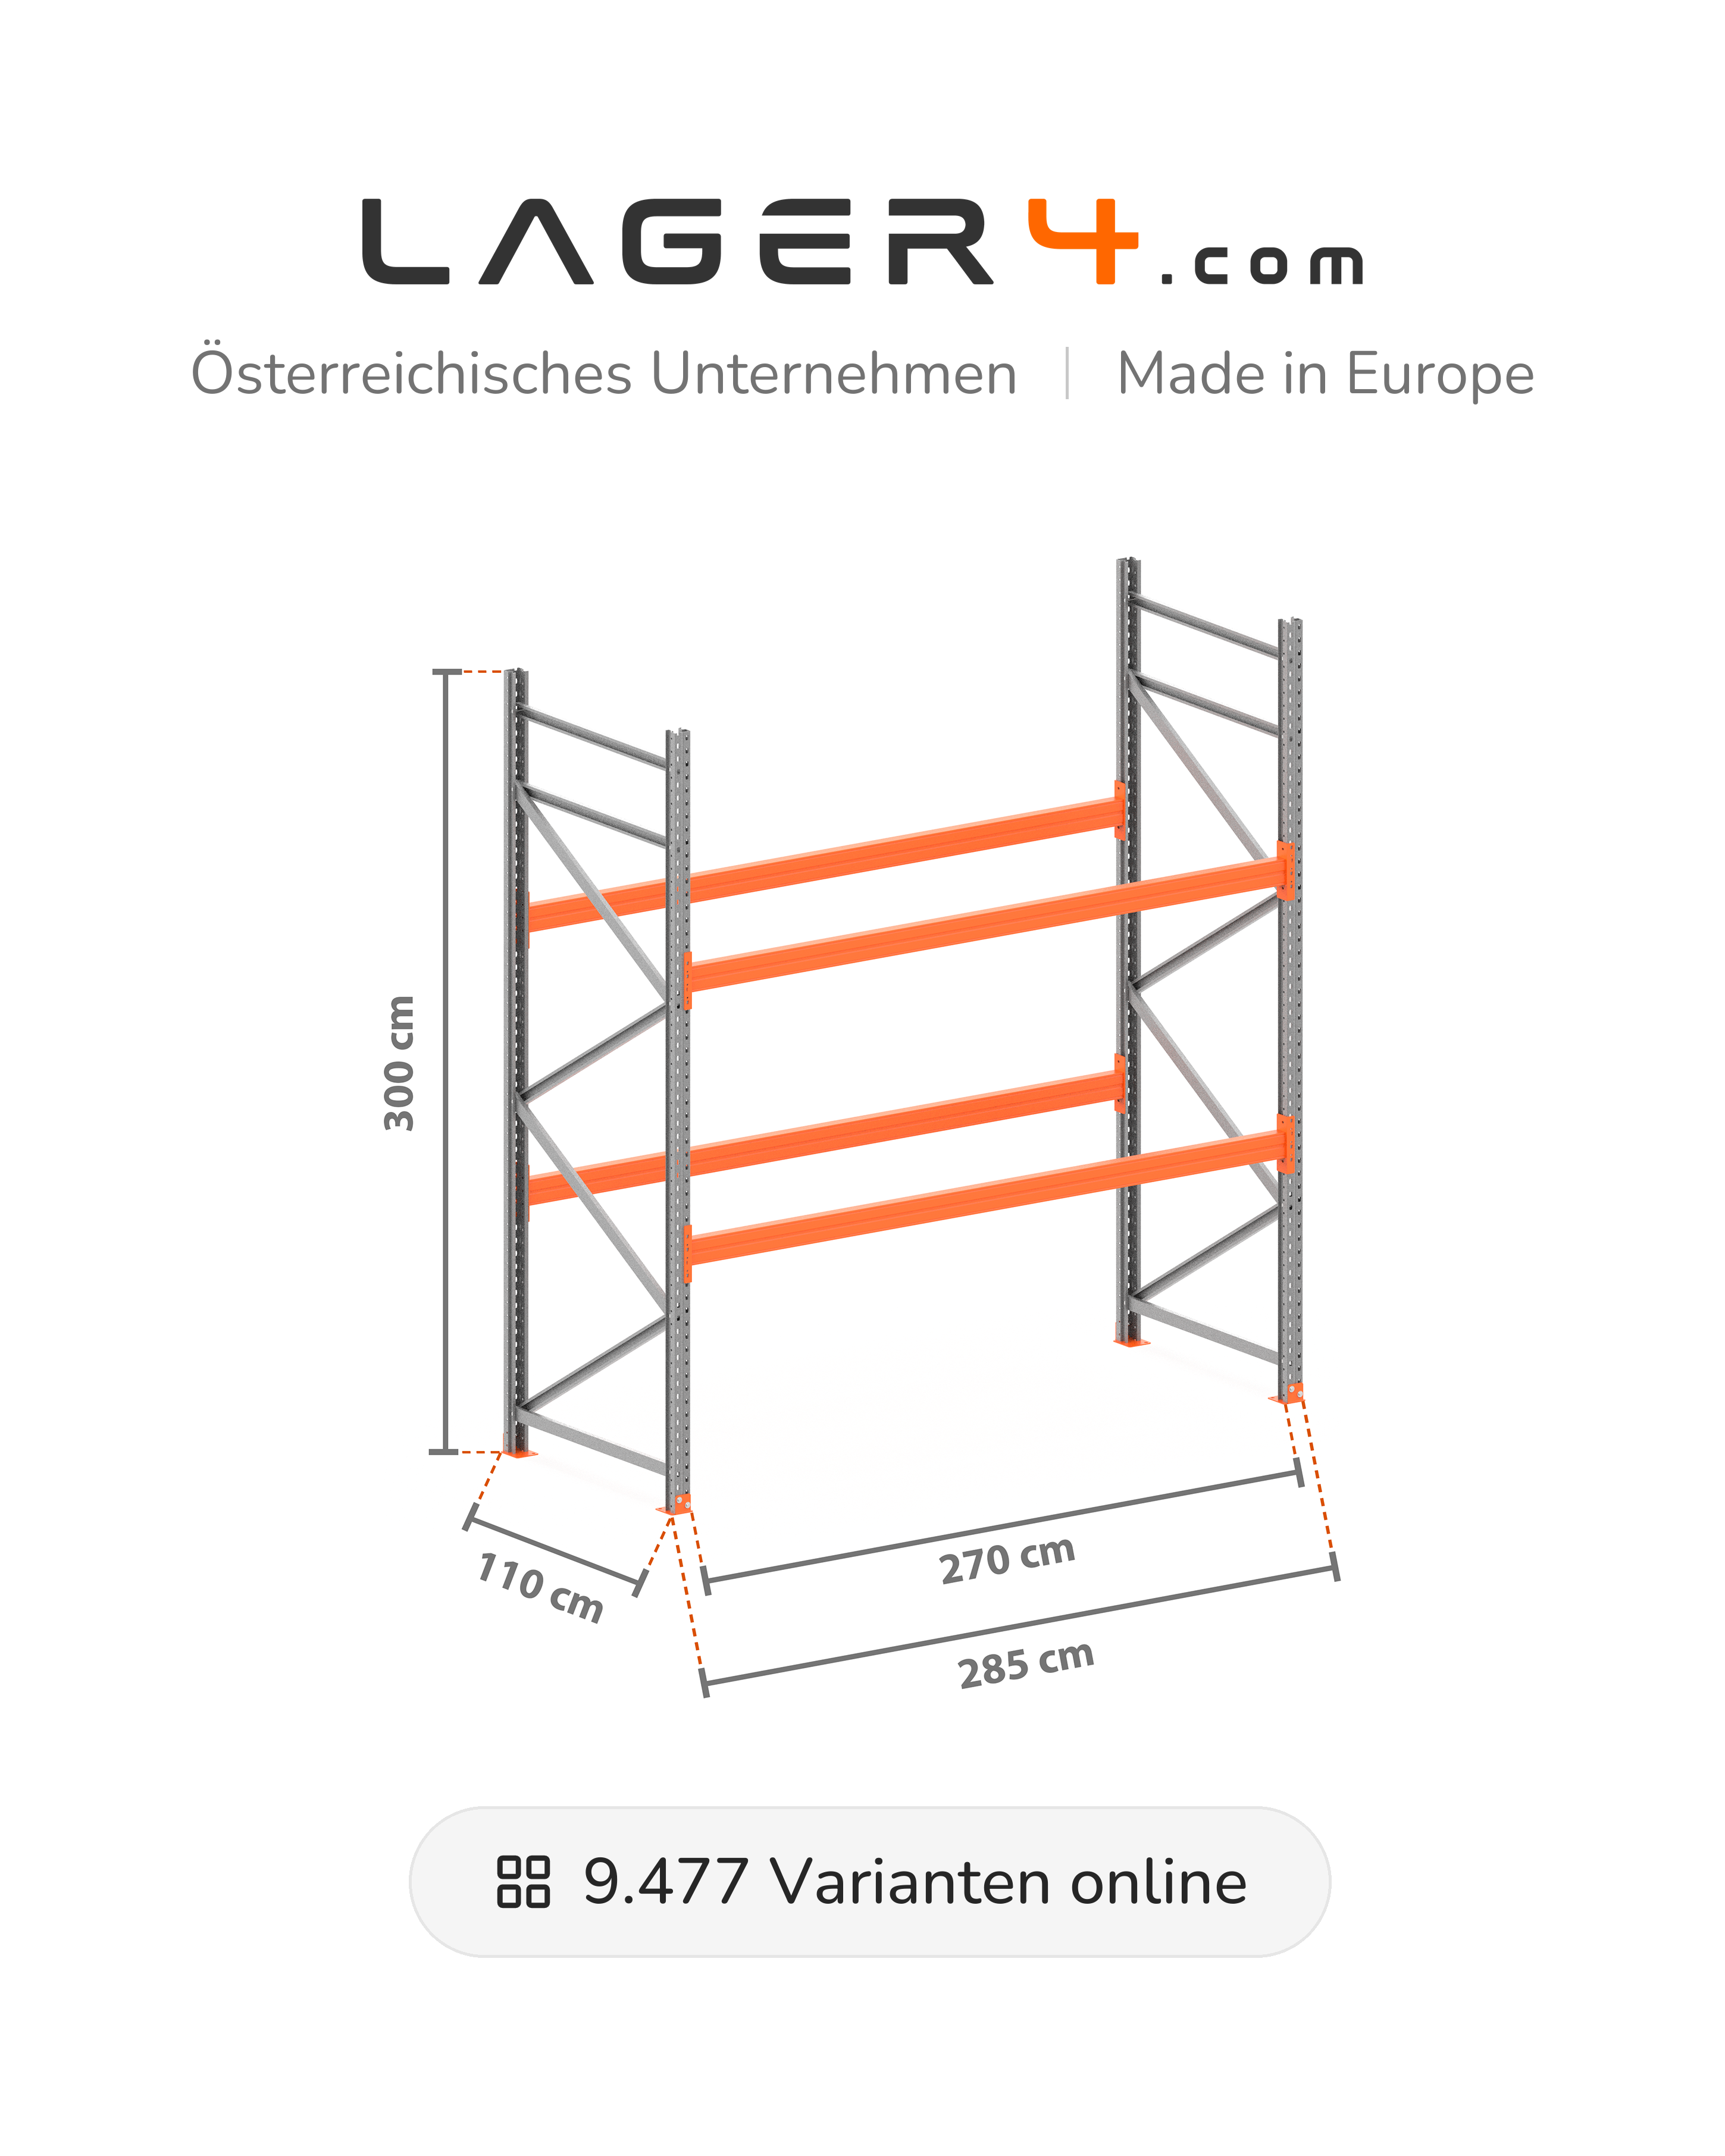 LAGER4.com
Österreichisches Unternehmen | Made in Europe
300 cm
110 cm
270 cm
285 cm
9.477 Varianten online